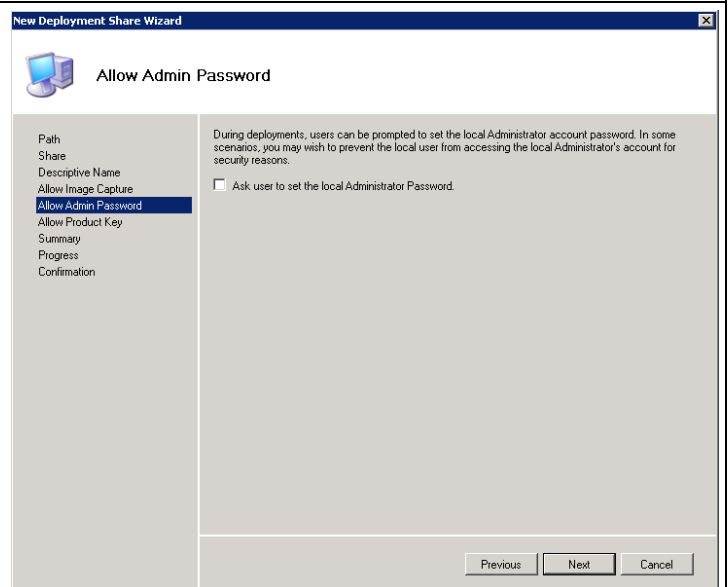 New Deployment Share Wizard
Allow Admin Password
Path
Share
Descriptive Name
Allow Image Capture
Allow Admin Password
Allow Product Key
Summary
Progress
Confirmation
During deployments, users can be prompted to set the local Administrator account password. In some
scenarios, you may wish to prevent the local user from accessing the local Administrator's account for
security reasons.
Ask user to set the local Administrator Password.
Previous
Next
Cancel